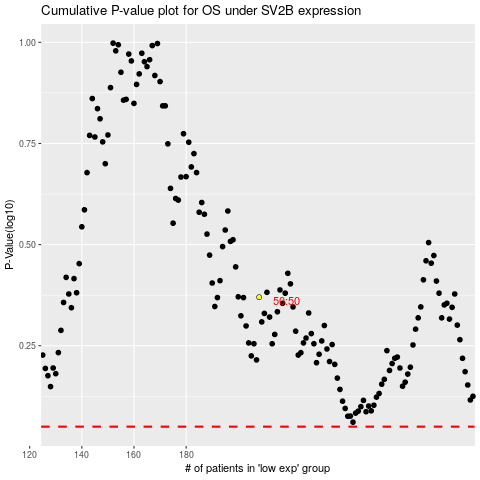 Cumulative P-value plot for OS under SV2B expression
P-Value(log10)
1.00
0.75
0.50
0.25
50:50
120 140 160 180
# of patients in 'low exp' group